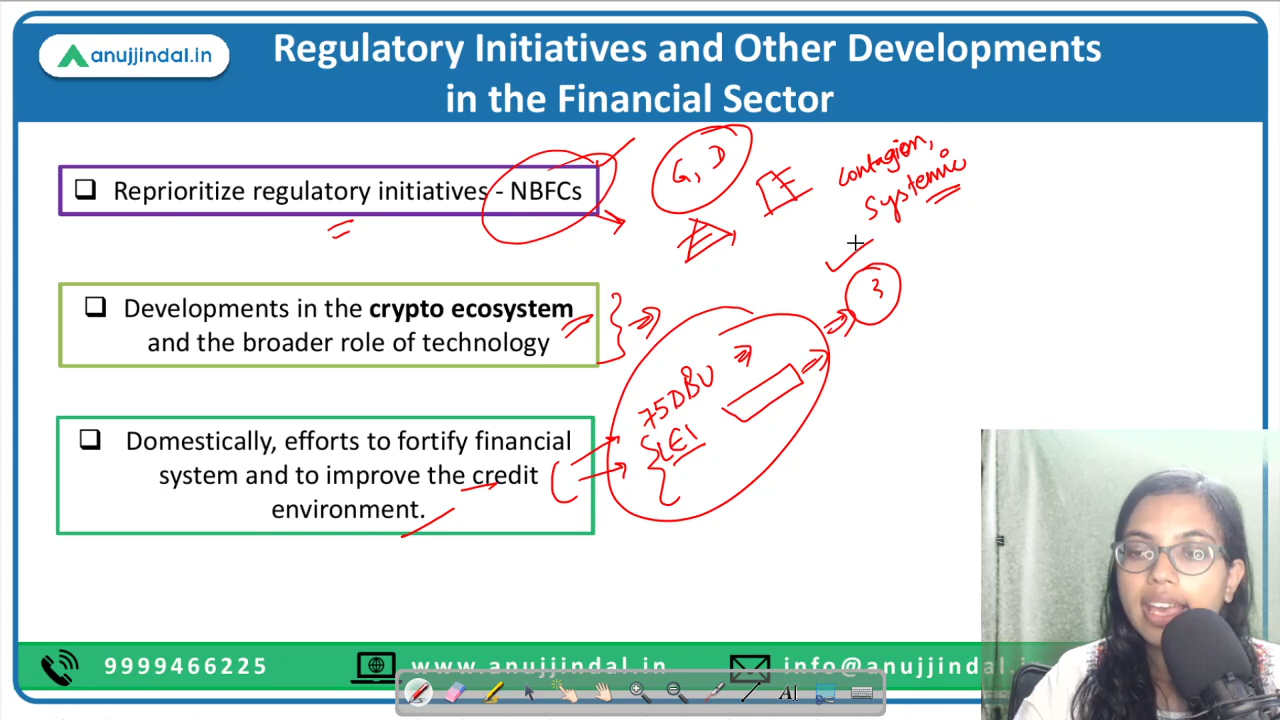 anujjindal.in
Regulatory Initiatives and Other Developments
in the Financial Sector
Reprioritize regulatory initiatives - NBFCs
G, D
Contagion,
Systemic
Developments in the crypto ecosystem
and the broader role of technology
3
75DBU
LEI
Domestically, efforts to fortify financial
system and to improve the credit
environment.
9999466225
www.anujjindal.in
info@anujjindal.i
AI